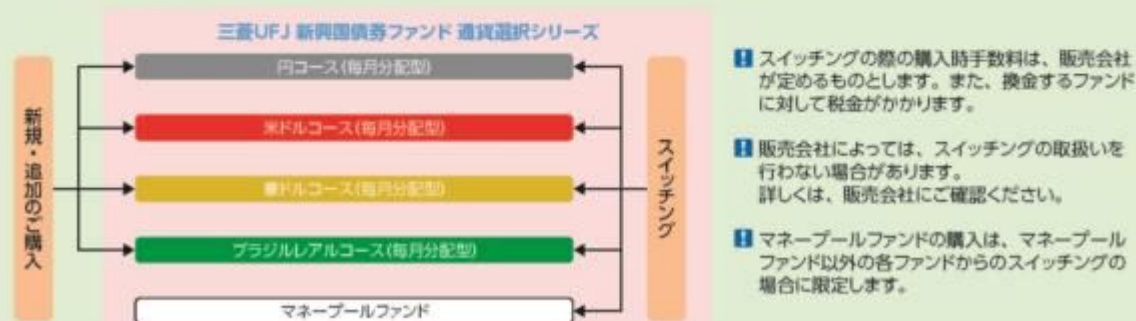 三菱UFJ 新興国債券ファンド 通貨選択シリーズ
新規・追加のご購入
円コース(毎月分配型)
米ドルコース(毎月分配型)
豪ドルコース(毎月分配型)
ブラジルレアルコース(毎月分配型)
マネープールファンド
スイッチング
! スイッチングの際の購入時手数料は、販売会社
が定めるものとします。また、換金するファンド
に対して税金がかかります。
! 販売会社によっては、スイッチングの取扱いを
行わない場合があります。
詳しくは、販売会社にご確認ください。
! マネープールファンドの購入は、マネープール
ファンド以外の各ファンドからのスイッチングの
場合に限定します。